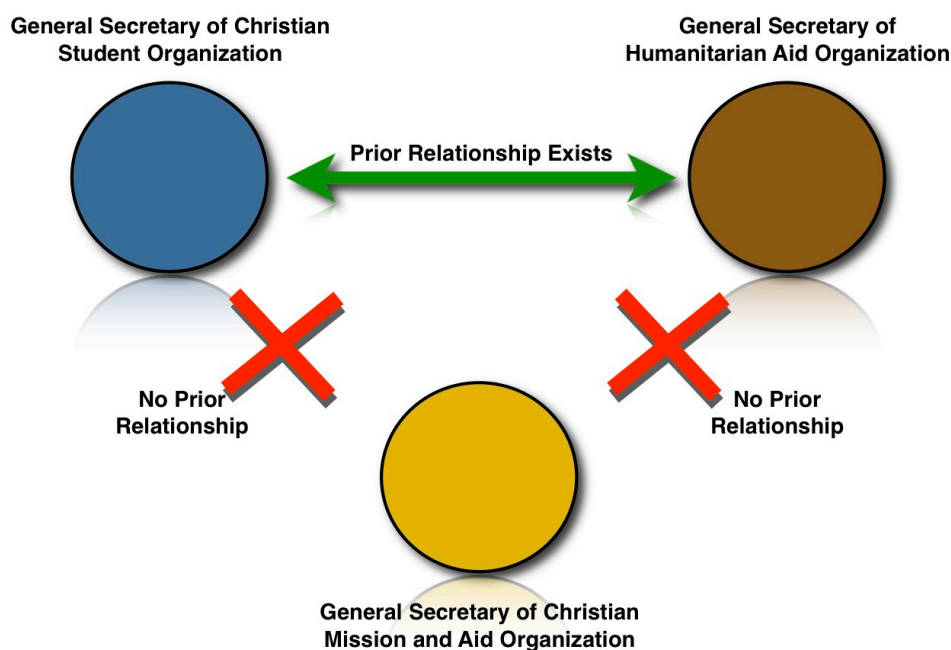 General Secretary of Christian
Student Organization
General Secretary of
Humanitarian Aid Organization
Prior Relationship Exists
No Prior
Relationship
No Prior
Relationship
General Secretary of Christian
Mission and Aid Organization